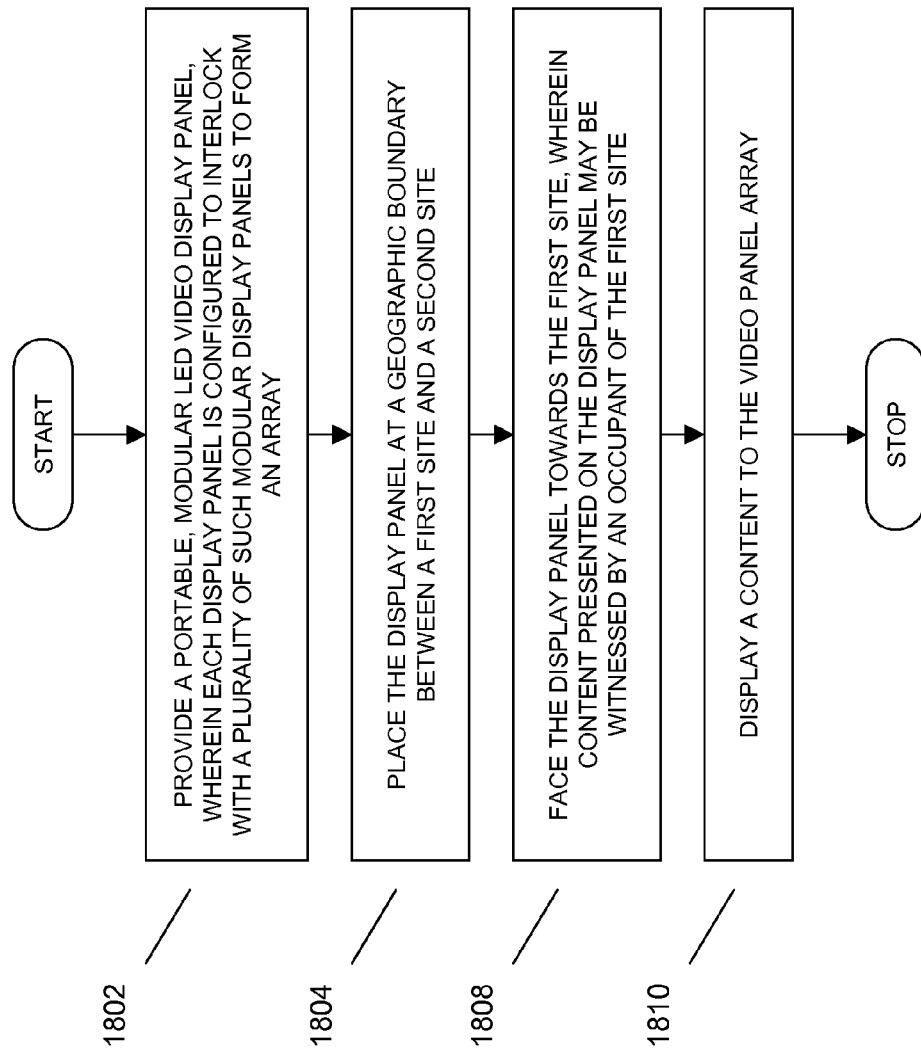 START
1802
PROVIDE A PORTABLE, MODULAR LED VIDEO DISPLAY PANEL,
WHEREIN EACH DISPLAY PANEL IS CONFIGURED TO INTERLOCK
WITH A PLURALITY OF SUCH MODULAR DISPLAY PANELS TO FORM
AN ARRAY
1804
PLACE THE DISPLAY PANEL AT A GEOGRAPHIC BOUNDARY
BETWEEN A FIRST SITE AND A SECOND SITE
1808
FACE THE DISPLAY PANEL TOWARDS THE FIRST SITE, WHEREIN
CONTENT PRESENTED ON THE DISPLAY PANEL MAY BE
WITNESSED BY AN OCCUPANT OF THE FIRST SITE
1810
DISPLAY A CONTENT TO THE VIDEO PANEL ARRAY
STOP